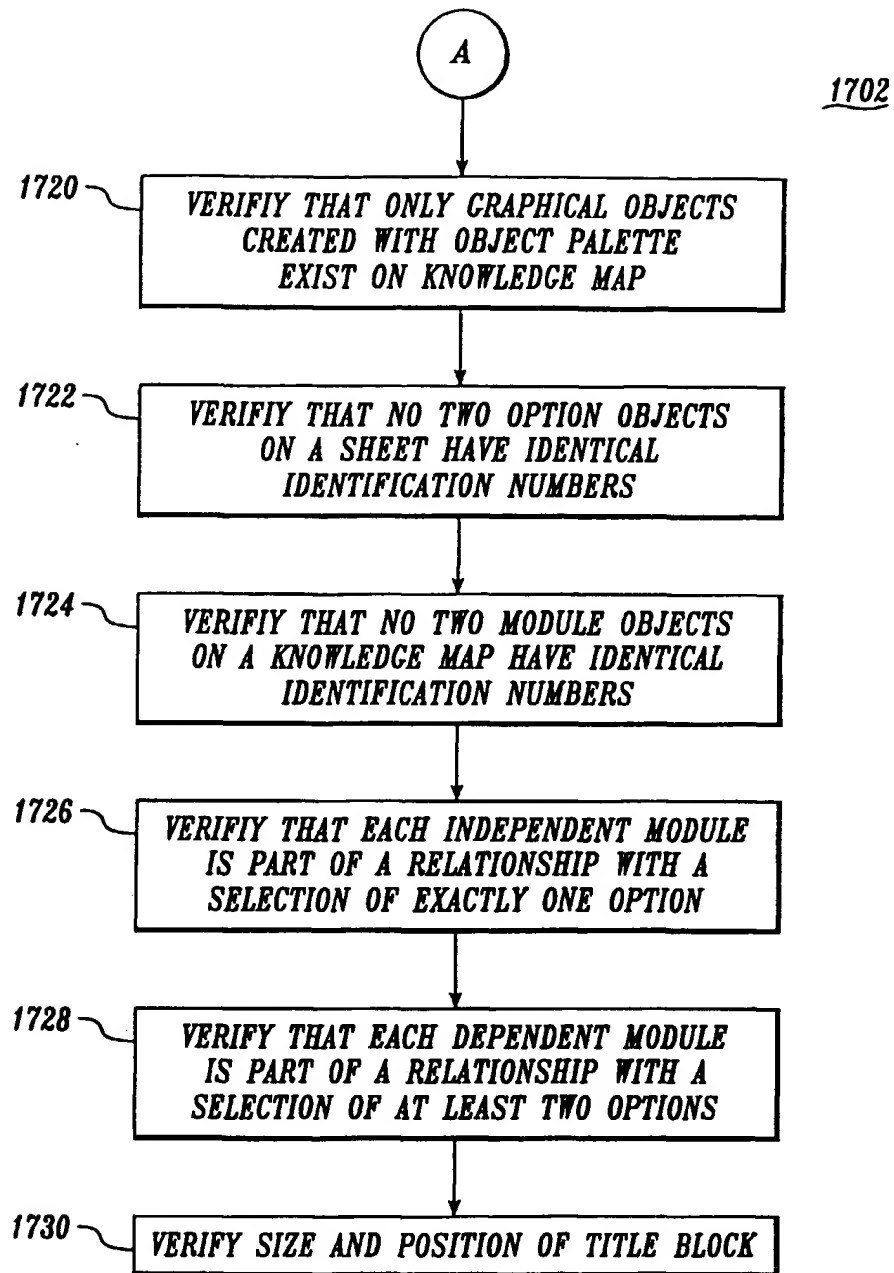 A
1702
1720
VERIFIY THAT ONLY GRAPHICAL OBJECTS
CREATED WITH OBJECT PALETTE
EXIST ON KNOWLEDGE MAP
1722
VERIFIY THAT NO TWO OPTION OBJECTS
ON A SHEET HAVE IDENTICAL
IDENTIFICATION NUMBERS
1724
VERIFIY THAT NO TWO MODULE OBJECTS
ON A KNOWLEDGE MAP HAVE IDENTICAL
IDENTIFICATION NUMBERS
1726
VERIFIY THAT EACH INDEPENDENT MODULE
IS PART OF A RELATIONSHIP WITH A
SELECTION OF EXACTLY ONE OPTION
1728
VERIFY THAT EACH DEPENDENT MODULE
IS PART OF A RELATIONSHIP WITH A
SELECTION OF AT LEAST TWO OPTIONS
1730
VERIFY SIZE AND POSITION OF TITLE BLOCK